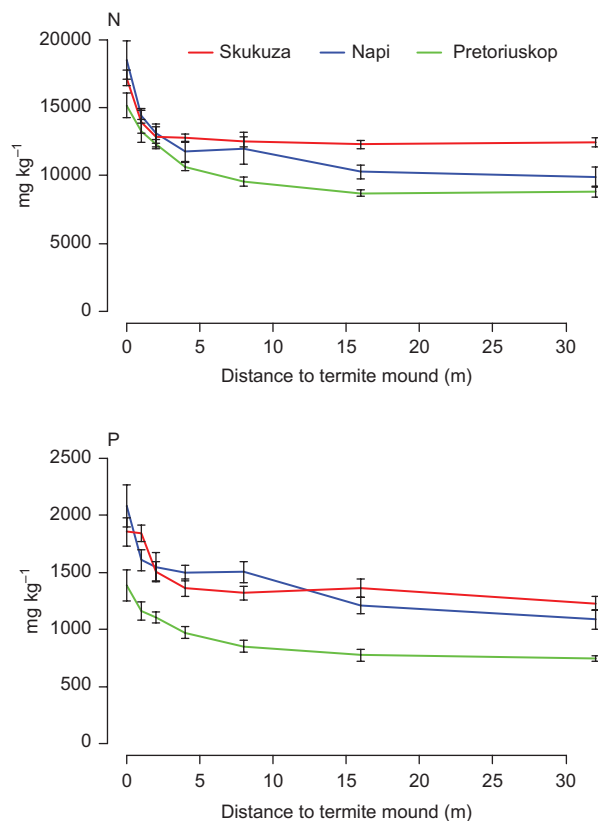 N
Skukuza Napi Pretoriuskop
20000
15000
10000
5000
0
mg kg⁻¹
0 5 10 15 20 25 30
Distance to termite mound (m)
P
2500
2000
1500
1000
500
0
mg kg⁻¹
0 5 10 15 20 25 30
Distance to termite mound (m)